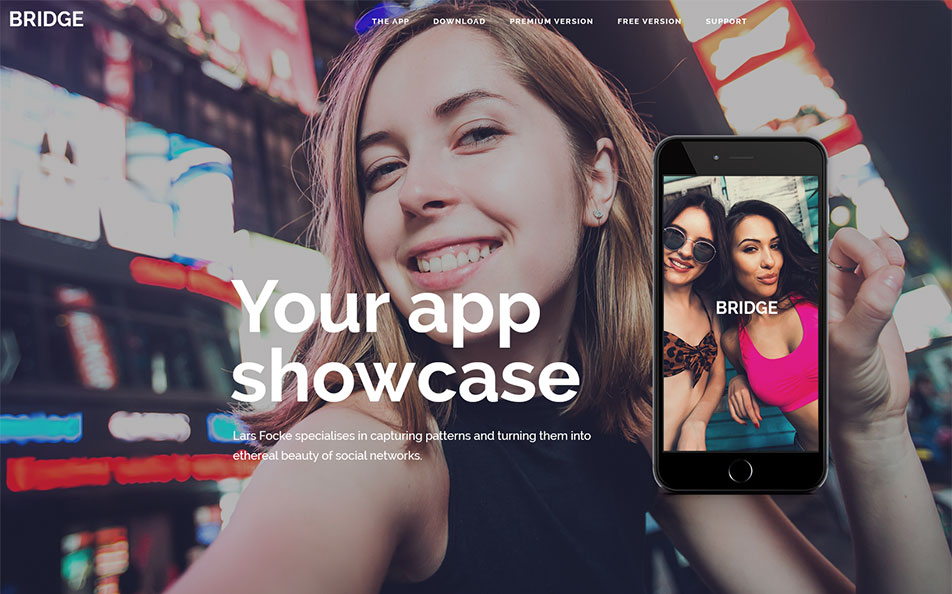 BRIDGE
THE APP DOWNLOAD PREMIUM VERSION FREE VERSION SUPPORT
Your app
showcase
Lars Focke specialises in capturing patterns and turning them into
ethereal beauty of social networks.
BRIDGE